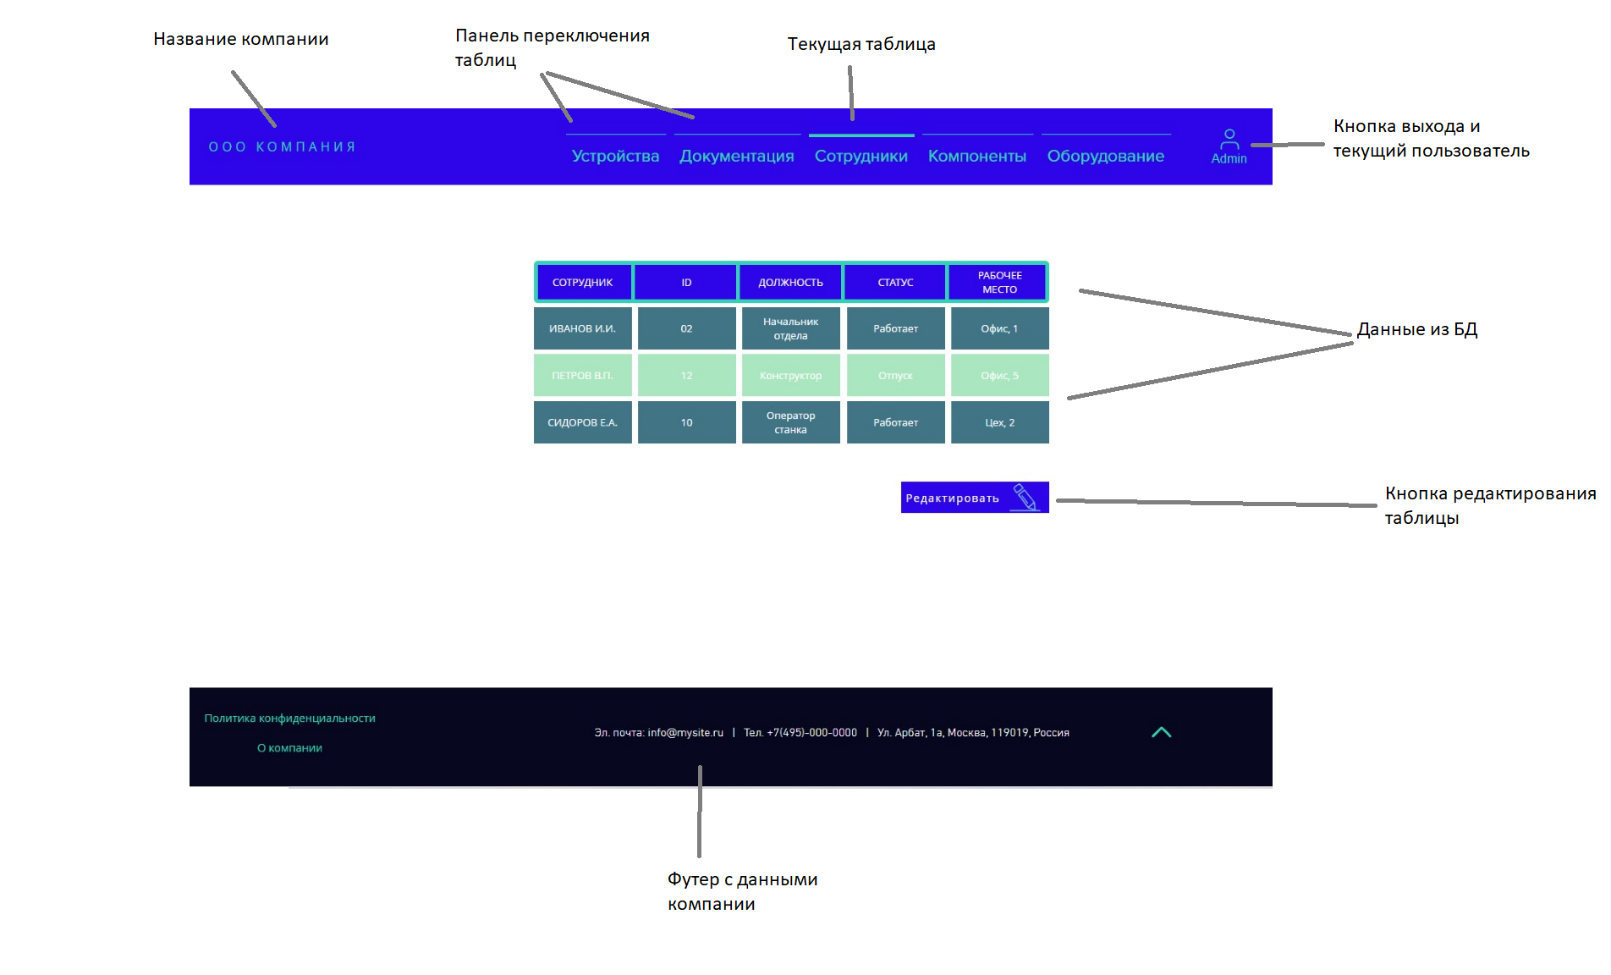 Название компании
Панель переключения
таблиц
Текущая таблица
Кнопка выхода и
текущий пользователь
ООО КОМПАНИЯ
Устройства Документация Сотрудники Компоненты Оборудование
Admin
СОТРУДНИК ID ДОЛЖНОСТЬ СТАТУС РАБОЧЕЕ
МЕСТО
ИВАНОВ И.И. 02 Начальник
отдела Работает Офис, 1
ПЕТРОВ В.П. 12 Конструктор Отпуск Офис, 5
СИДОРОВ Е.А. 10 Оператор
станка Работает Цех, 2
Данные из БД
Редактировать
Кнопка редактирования
таблицы
Политика конфиденциальности
О компании
Эл. почта: info@mysite.ru | Тел. +7(495)-000-0000 | Ул. Арбат, 1а, Москва, 119019, Россия
Футер с данными
компании